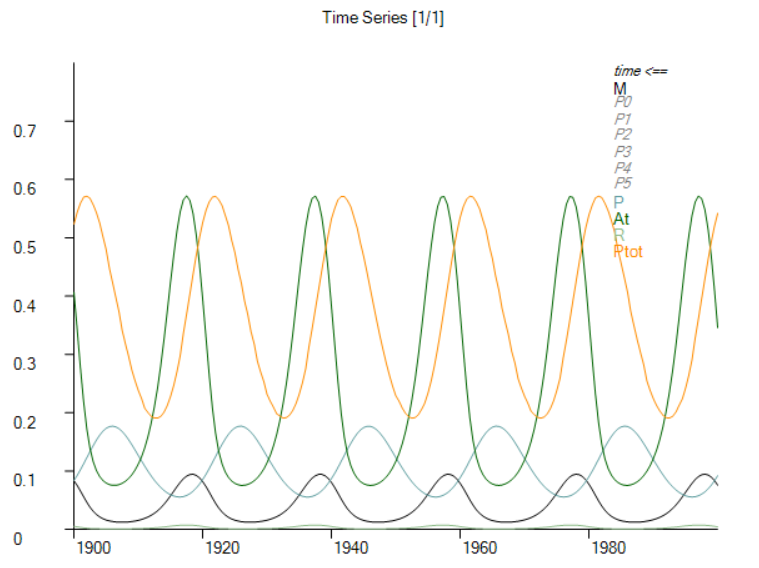 Time Series [1/1]
time <==
M
P0
P1
P2
P3
P4
P5
P
At
R
Ptot
0.7
0.6
0.5
0.4
0.3
0.2
0.1
0
1900 1920 1940 1960 1980